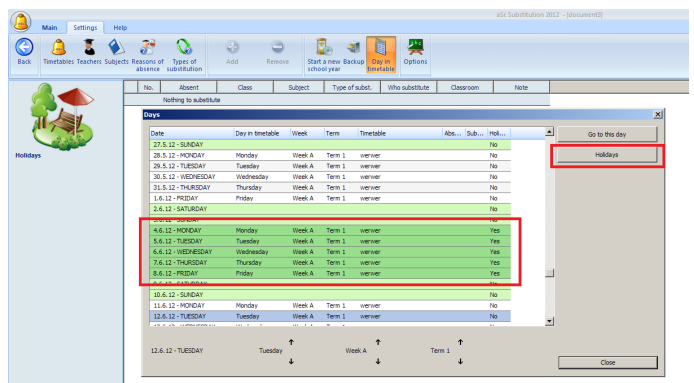 aSc Substitution 2012 - [document3]
Main Settings Help
Back Timetables Teachers Subjects Reasons of absence Types of substitution Add Remove Start a new school year Backup Day in timetable Options
No. Absent Class Subject Type of subst. Who substitute Classroom Note
Nothing to substitute
Holidays
Days
Date Day in timetable Week Term Timetable Abs... Sub... Holi...
Go to this day
27.5.12 - SUNDAY No
28.5.12 - MONDAY Monday Week A Term 1 werwer No
Holidays
29.5.12 - TUESDAY Tuesday Week A Term 1 werwer No
30.5.12 - WEDNESDAY Wednesday Week A Term 1 werwer No
31.5.12 - THURSDAY Thursday Week A Term 1 werwer No
1.6.12 - FRIDAY Friday Week A Term 1 werwer No
2.6.12 - SATURDAY No
4.6.12 - MONDAY Monday Week A Term 1 werwer Yes
5.6.12 - TUESDAY Tuesday Week A Term 1 werwer Yes
6.6.12 - WEDNESDAY Wednesday Week A Term 1 werwer Yes
7.6.12 - THURSDAY Thursday Week A Term 1 werwer Yes
8.6.12 - FRIDAY Friday Week A Term 1 werwer Yes
10.6.12 - SUNDAY No
11.6.12 - MONDAY Monday Week A Term 1 werwer No
12.6.12 - TUESDAY Tuesday Week A Term 1 werwer No
12.6.12 - TUESDAY Tuesday Week A Term 1
Close